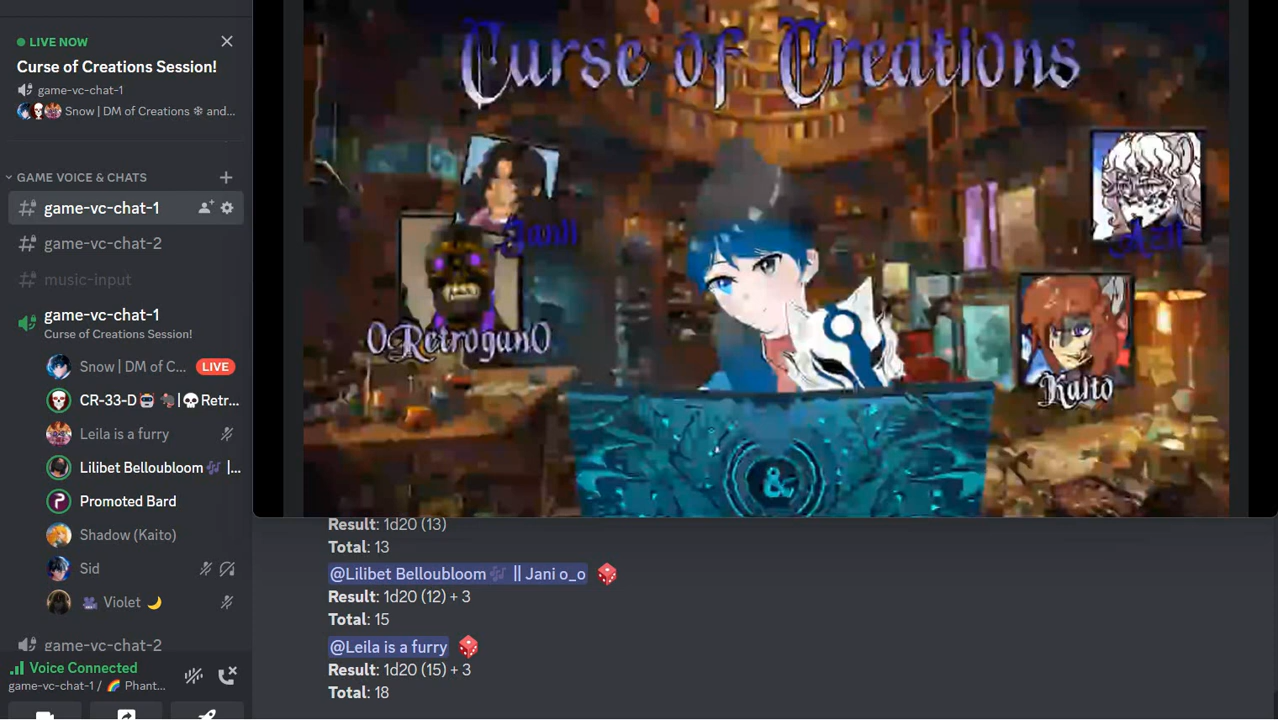 LIVE NOW
Curse of Creations Session!
game-vc-chat-1
Snow | DM of Creations ❄ and...
GAME VOICE & CHATS
game-vc-chat-1
game-vc-chat-2
music-input
game-vc-chat-1
Curse of Creations Session!
Snow | DM of C... LIVE
CR-33-D | Retr...
Leila is a furry
Lilibet Belloubloom🎶 |...
Promoted Bard
Shadow (Kaito)
Sid
Violet 🌙
game-vc-chat-2
Voice Connected
game-vc-chat-1 / 🌈 Phant...
Curse of Creations
Janii
0Retrogan0
Azii
Kaito
&
Result: 1d20 (13)
Total: 13
@Lilibet Belloubloom🎶 || Jani o_o
Result: 1d20 (12) + 3
Total: 15
@Leila is a furry
Result: 1d20 (15) + 3
Total: 18